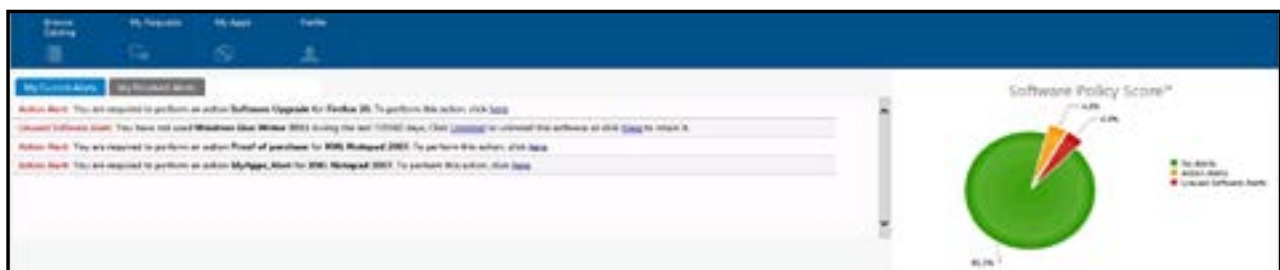 Browse
Catalog
My Requests
My Apps
Profile
My Current Alerts
Action Alert: You are required to perform an action Software Upgrade for Firefox 20. To perform this action, click here
Unused Software Alert: You have not used Windows Live Writer 2011 during the last days. Click Uninstall to uninstall this software or click Keep to retain it.
Action Alert: You are required to perform an action Proof of purchase for XML Notepad 2007. To perform this action, click here
Action Alert: You are required to perform an action MyApps_Alert for XML Notepad 2007. To perform this action, click here
Software Policy Score™
No Alerts
Action Alerts
Unused Software Alerts